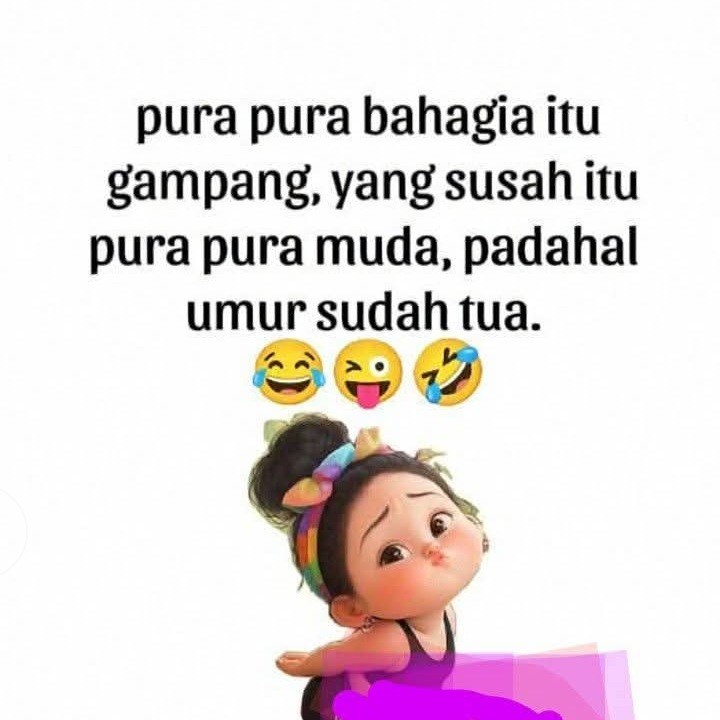 pura pura bahagia itu
gampang, yang susah itu
pura pura muda, padahal
umur sudah tua.
😂😜🤣